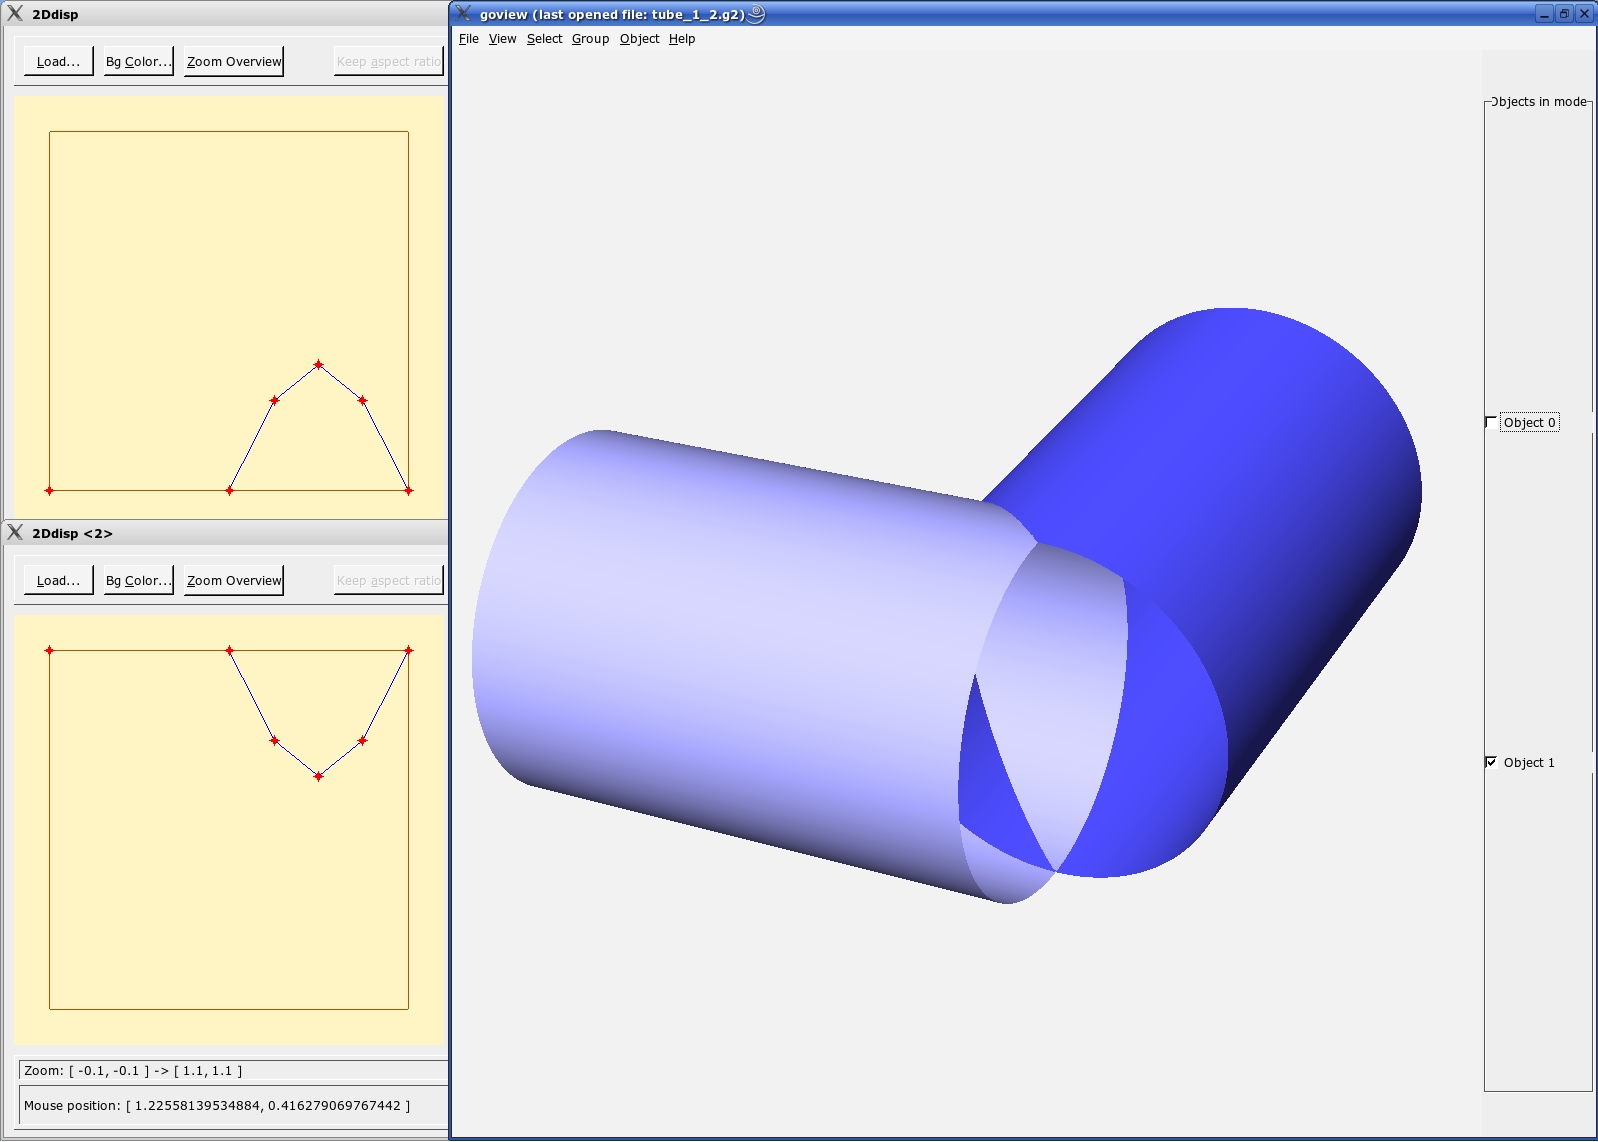 2Ddisp
Load... Bg Color... Zoom Overview Keep aspect ratio
2Ddisp <2>
Load... Bg Color... Zoom Overview Keep aspect ratio
Zoom: [ -0.1, -0.1 ] -> [ 1.1, 1.1 ]
Mouse position: [ 1.22558139534884, 0.416279069767442 ]
goview (last opened file: tube_1_2.g2)
File View Select Group Object Help
Objects in mode
Object 0
Object 1